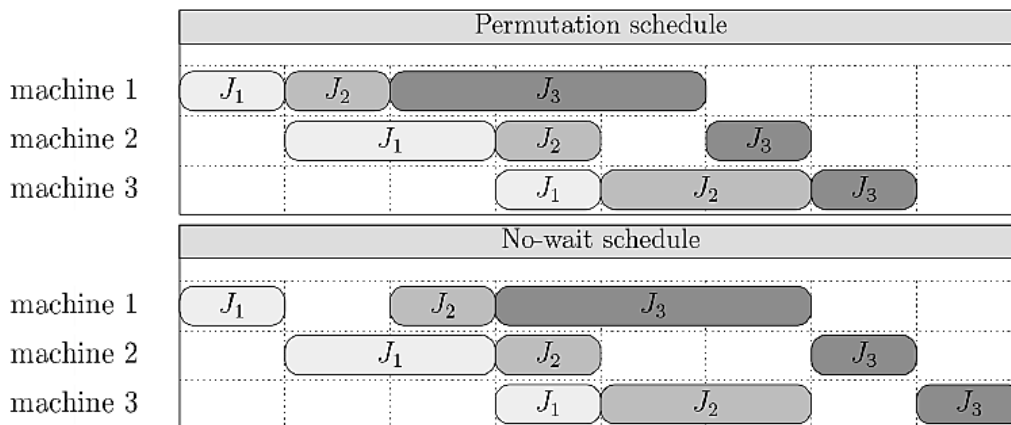 Permutation schedule
machine 1 J₁ J₂ J₃
machine 2 J₁ J₂ J₃
machine 3 J₁ J₂ J₃
No-wait schedule
machine 1 J₁ J₂ J₃
machine 2 J₁ J₂ J₃
machine 3 J₁ J₂ J₃